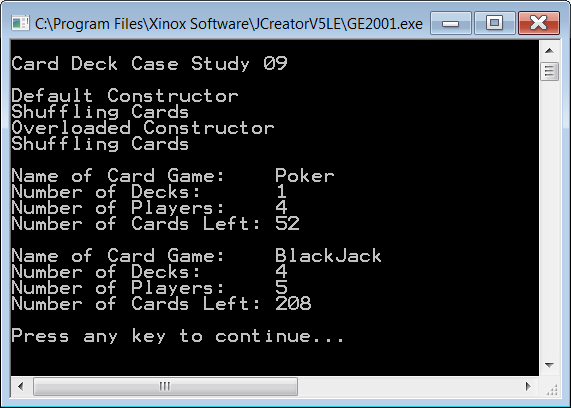 C:\Program Files\Xinox Software\JCreatorV5LE\GE2001.exe
Card Deck Case Study 09
Default Constructor
Shuffling Cards
Overloaded Constructor
Shuffling Cards
Name of Card Game: Poker
Number of Decks: 1
Number of Players: 4
Number of Cards Left: 52
Name of Card Game: BlackJack
Number of Decks: 4
Number of Players: 5
Number of Cards Left: 208
Press any key to continue...